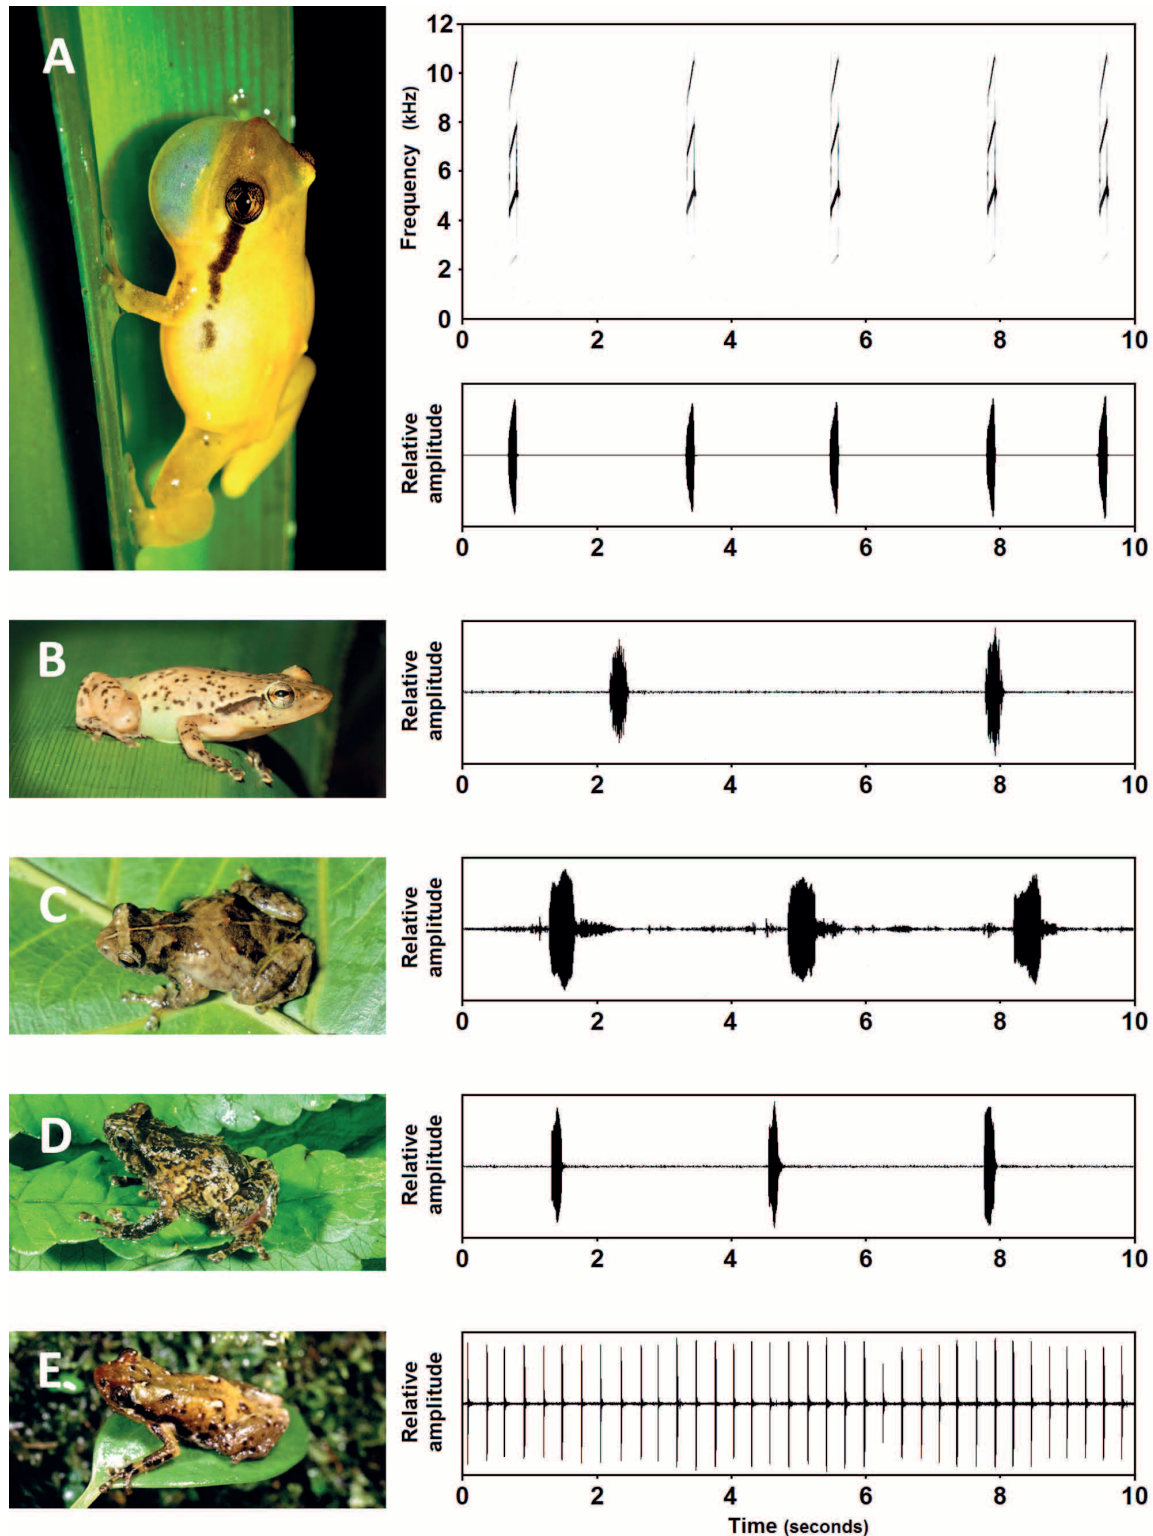 A
12
10
8
6
4
2
0
Frequency (kHz)
0 2 4 6 8 10
Relative
amplitude
0 2 4 6 8 10
B
Relative
amplitude
0 2 4 6 8 10
C
Relative
amplitude
0 2 4 6 8 10
D
Relative
amplitude
0 2 4 6 8 10
E
Relative
amplitude
0 2 4 6 8 10
Time (seconds)